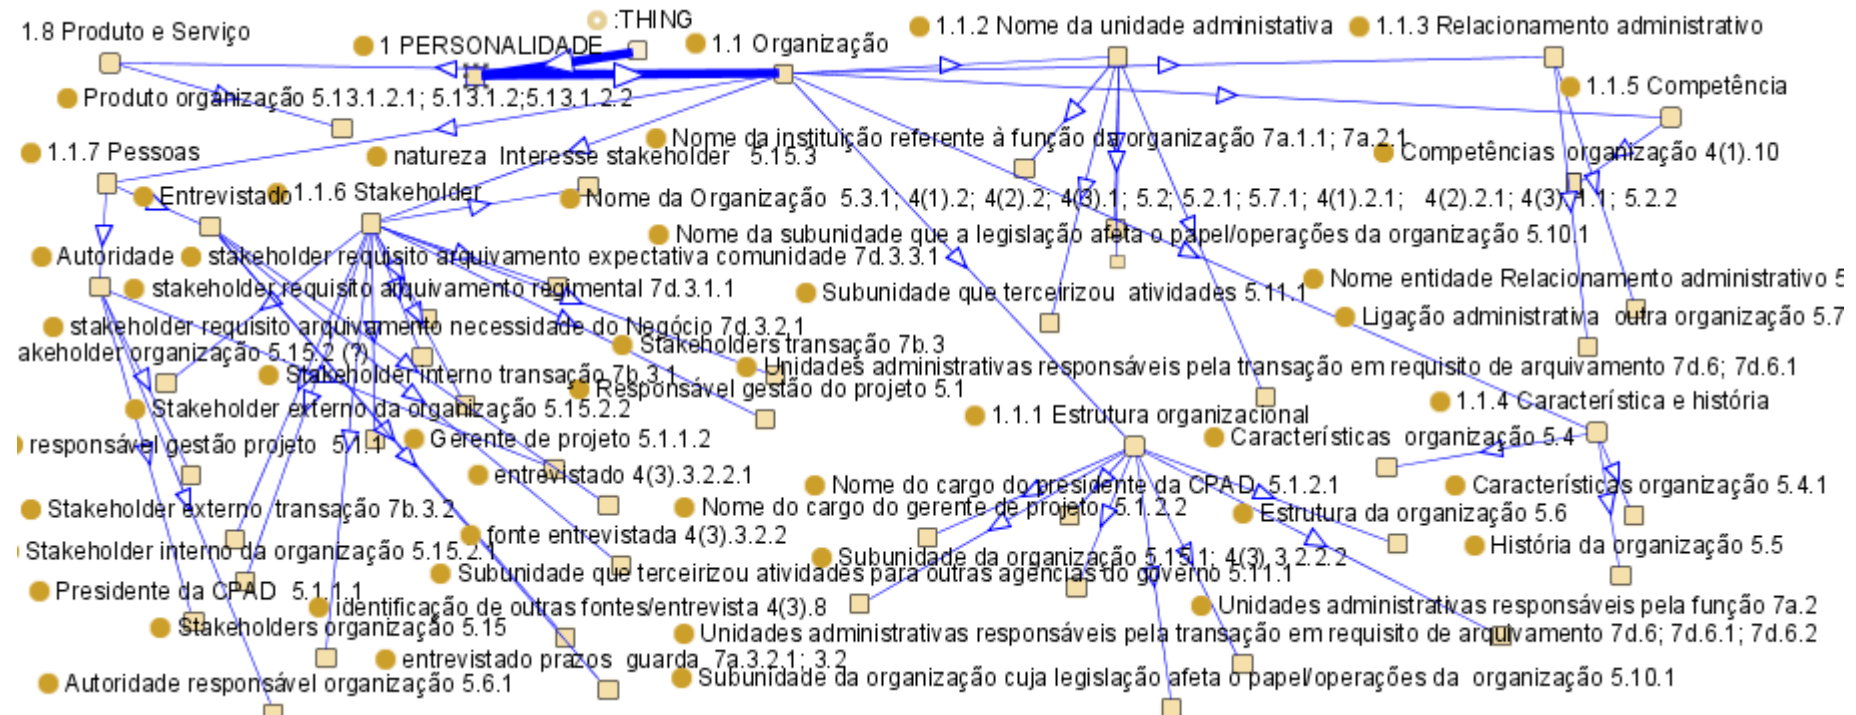 :THING
1.8 Produto e Serviço
1 PERSONALIDADE
1.1 Organização
1.1.2 Nome da unidade administativa
1.1.3 Relacionamento administrativo
1.1.5 Competência
Produto organização 5.13.1.2.1; 5.13.1.2;5.13.1.2.2
Nome da instituição referente à função da organização 7a.1.1; 7a.2.1
Competências organização 4(1).10
1.1.7 Pessoas
natureza Interesse stakeholder 5.15.3
Entrevistado
1.1.6 Stakeholder
Nome da Organização 5.3.1; 4(1).2; 4(2).2; 4(3).1; 5.2; 5.2.1; 5.7.1; 4(1).2.1; 4(2).2.1; 4(3).1.1; 5.2.2
Nome da subunidade que a legislação afeta o papel/operações da organização 5.10.1
Autoridade
stakeholder requisito arquivamento expectativa comunidade 7d.3.3.1
Nome entidade Relacionamento administrativo 5
stakeholder requisito arquivamento regimental 7d.3.1.1
Subunidade que terceirizou atividades 5.11.1
Ligação administrativa outra organização 5.7
stakeholder requisito arquivamento necessidade do Negócio 7d.3.2.1
Stakeholders transação 7b.3
akeholder organização 5.15.2 (?)
Unidades administrativas responsáveis pela transação em requisito de arquivamento 7d.6; 7d.6.1
Stakeholder interno transação 7b.3.1
Responsável gestão do projeto 5.1
1.1.4 Característica e história
Stakeholder externo da organização 5.15.2.2
1.1.1 Estrutura organizacional
responsável gestão projeto 5.1.1
Gerente de projeto 5.1.1.2
Características organização 5.4
entrevistado 4(3).3.2.2.1
Nome do cargo do presidente da CPAD 5.1.2.1
Características organização 5.4.1
Stakeholder externo transação 7b.3.2
Nome do cargo do gerente de projeto 5.1.2.2
Estrutura da organização 5.6
fonte entrevistada 4(3).3.2.2
Stakeholder interno da organização 5.15.2.1
Subunidade da organização 5.15.1; 4(3).3.2.2.2
História da organização 5.5
Subunidade que terceirizou atividades para outras agências do governo 5.11.1
Presidente da CPAD 5.1.1.1
identificação de outras fontes/entrevista 4(3).8
Unidades administrativas responsáveis pela função 7a.2
Stakeholders organização 5.15
Unidades administrativas responsáveis pela transação em requisito de arquivamento 7d.6; 7d.6.1; 7d.6.2
entrevistado prazos guarda 7a.3.2.1; 3.2
Autoridade responsável organização 5.6.1
Subunidade da organização cuja legislação afeta o papel/operações da organização 5.10.1